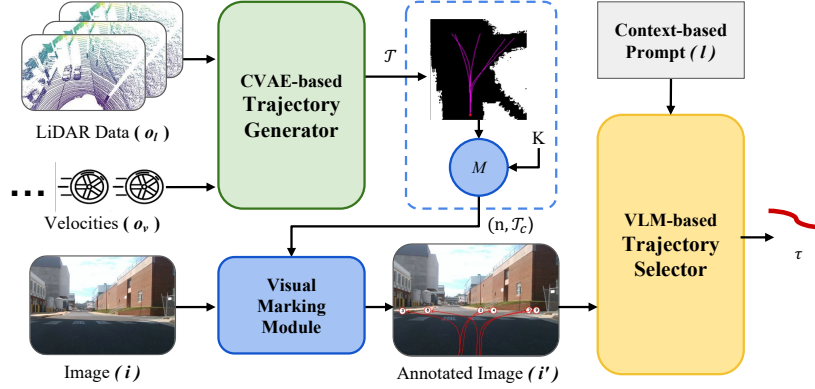 LiDAR Data ( o_l )
CVAE-based
Trajectory
Generator
𝒯
Context-based
Prompt ( l )
K
M
Velocities ( o_v )
(n, 𝒯_c)
VLM-based
Trajectory
Selector
τ
Visual
Marking
Module
Image ( i )
Annotated Image ( i' )